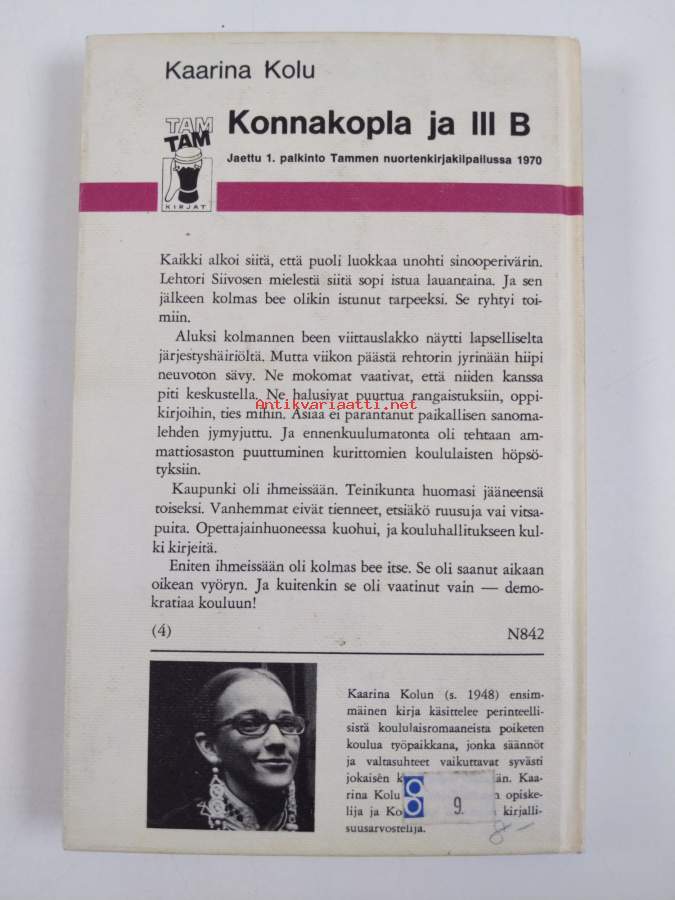 Kaarina Kolu
TAM
TAM
KIRJAT
Konnakopla ja III B
Jaettu 1. palkinto Tammen nuortenkirjakilpailussa 1970
Kaikki alkoi siitä, että puoli luokkaa unohti sinooperivärin.
Lehtori Siivosen mielestä siitä sopi istua lauantaina. Ja sen
jälkeen kolmas bee olikin istunut tarpeeksi. Se ryhtyi toi-
miin.
Aluksi kolmannen been viittauslakko näytti lapselliselta
järjestyshäiriöltä. Mutta viikon päästä rehtorin jyrinään hiipi
neuvoton sävy. Ne mokomat vaativat, että niiden kanssa
piti keskustella. Ne halusivat puuttua rangaistuksiin, oppi-
kirjoihin, ties mihin. Asiaa ei parantanut paikallisen sanoma-
Antikvariaatti.net
lehden jymyjuttu. Ja ennenkuulumatonta oli tehtaan am-
mattiosaston puuttuminen kurittomien koululaisten höpsö-
tyksiin.
Kaupunki oli ihmeissään. Teinikunta huomasi jääneensä
toiseksi. Vanhemmat eivät tienneet, etsiäkö ruusuja vai vitsa-
puita. Opettajainhuoneessa kuohui, ja kouluhallitukseen kul-
ki kirjeitä.
Eniten ihmeissään oli kolmas bee itse. Se oli saanut aikaan
oikean vyöryn. Ja kuitenkin se oli vaatinut vain — demo-
kratiaa kouluun!
(4) N842
Kaarina Kolun (s. 1948) ensim-
mäinen kirja käsittelee perinteelli-
sistä koululaisromaaneista poiketen
koulua työpaikkana, jonka säännöt
ja valtasuhteet vaikuttavat syvästi
jokaisen k än. Kaa-
rina Kolu n opiske-
lija ja Ko kirjalli-
suusarvostelija.
9.
8-